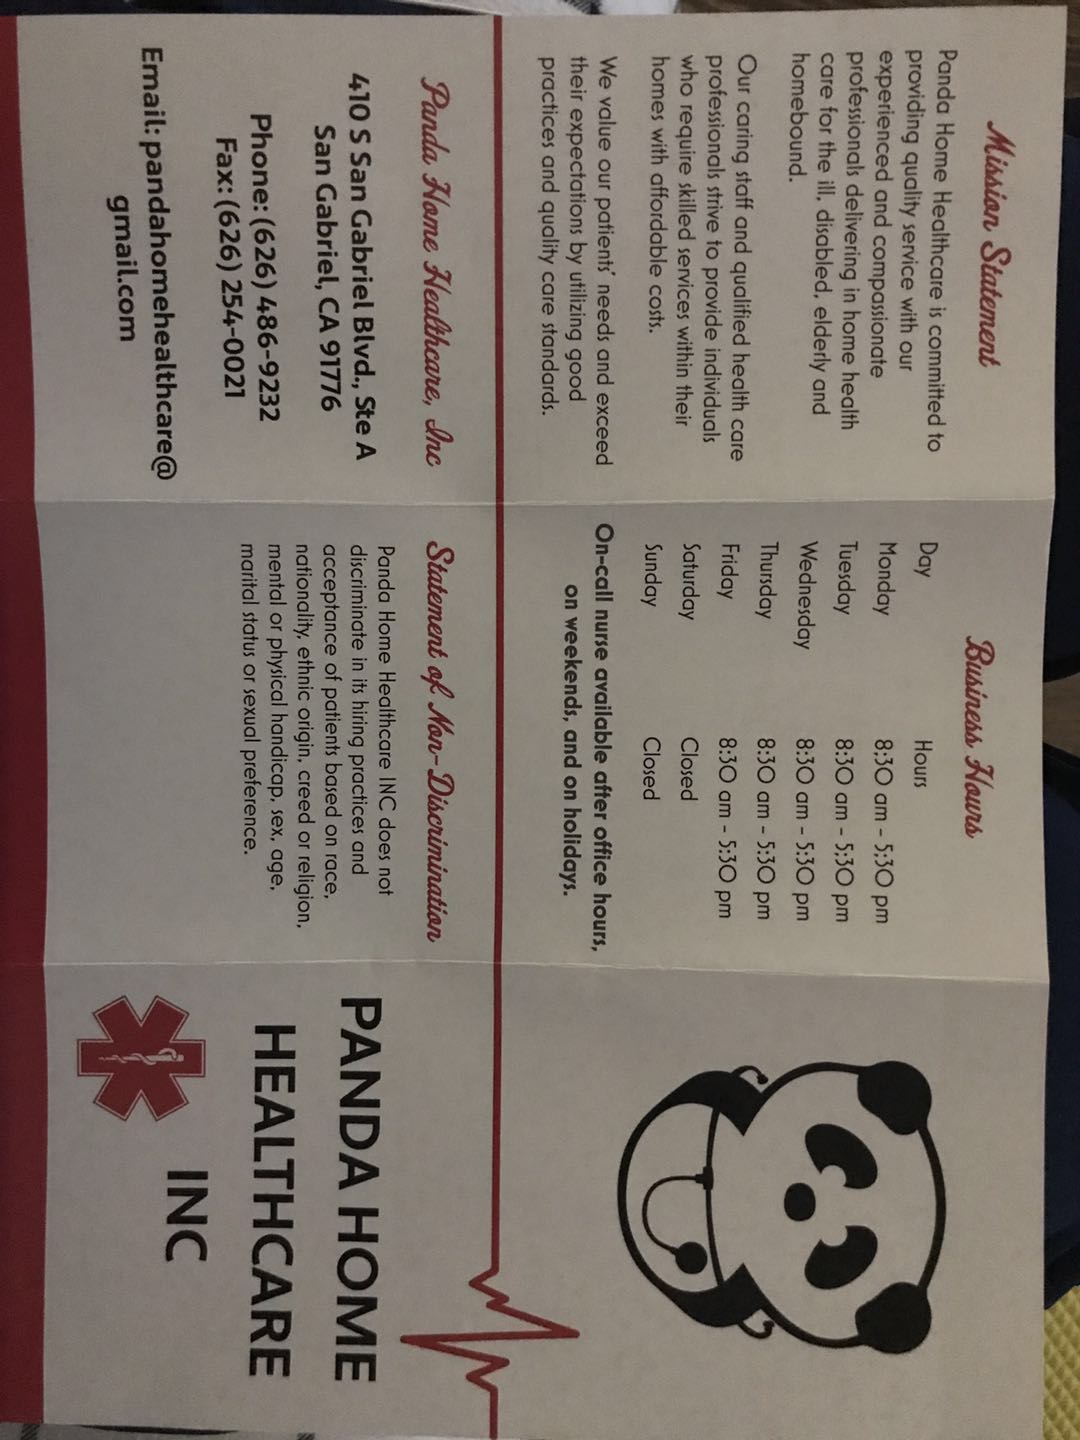 Mission Statement
Panda Home Healthcare is committed to
providing quality service with our
experienced and compassionate
professionals delivering in home health
care for the ill, disabled, elderly and
homebound.
Our caring staff and qualified health care
professionals strive to provide individuals
who require skilled services within their
homes with affordable costs.
We value our patients' needs and exceed
their expectations by utilizing good
practices and quality care standards.
Panda Home Healthcare, Inc
410 S San Gabriel Blvd., Ste A
San Gabriel, CA 91776
Phone: (626) 486-9232
Fax: (626) 254-0021
Email: pandahomehealthcare@
gmail.com
Business Hours
Day Hours
Monday 8:30 am - 5:30 pm
Tuesday 8:30 am - 5:30 pm
Wednesday 8:30 am - 5:30 pm
Thursday 8:30 am - 5:30 pm
Friday 8:30 am - 5:30 pm
Saturday Closed
Sunday Closed
On-call nurse available after office hours,
on weekends, and on holidays.
Statement of Non-Discrimination
Panda Home Healthcare INC does not
discriminate in its hiring practices and
acceptance of patients based on race,
nationality, ethnic origin, creed or religion,
mental or physical handicap, sex, age,
marital status or sexual preference.
PANDA HOME
HEALTHCARE
INC